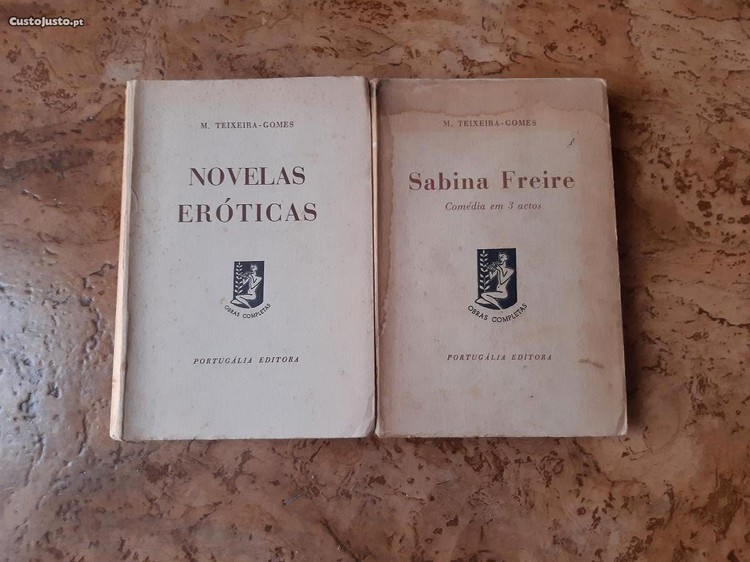 CustoJusto.pt
M. TEIXEIRA-GOMES
NOVELAS
ERÓTICAS
OBRAS COMPLETAS
PORTUGÁLIA EDITORA
M. TEIXEIRA-GOMES
Sabina Freire
Comédia em 3 actos
OBRAS COMPLETAS
PORTUGÁLIA EDITORA